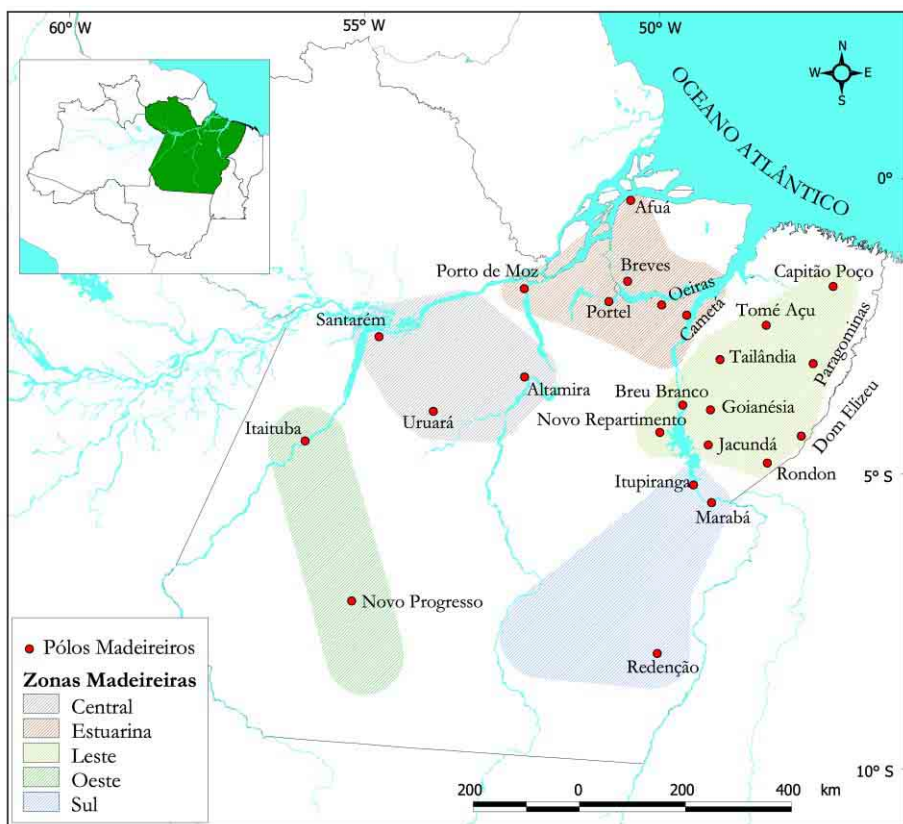 60° W
55° W
50° W
N
W E
S
OCEANO ATLÂNTICO
0°
Afuá
Breves
Porto de Moz
Capitão Poço
Oeiras
Portel
Cametá
Tomé Açu
Santarém
Tailândia
Paragominas
Altamira
Breu Branco
Goianésia
Uruará
Novo Repartimento
Dom Elizeu
Itaituba
Jacundá
Rondon
Itupiranga
5° S
Marabá
Novo Progresso
Redenção
Pólos Madeireiros
Zonas Madeireiras
Central
Estuarina
Leste
Oeste
Sul
10° S
200 0 200 400 km